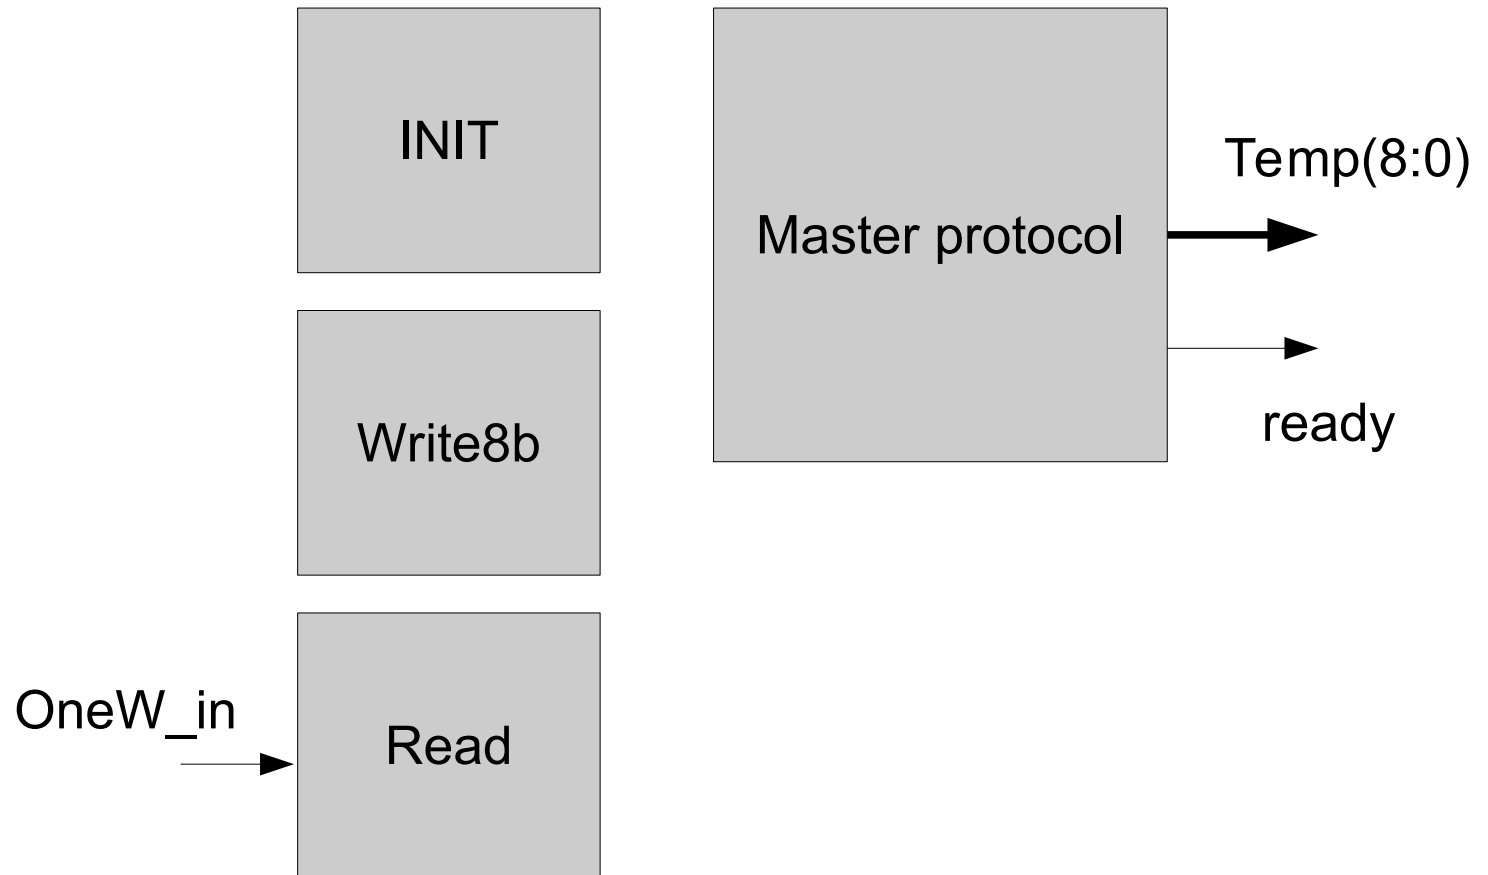 INIT
Temp(8:0)
Master protocol
ready
Write8b
OneW_in
Read